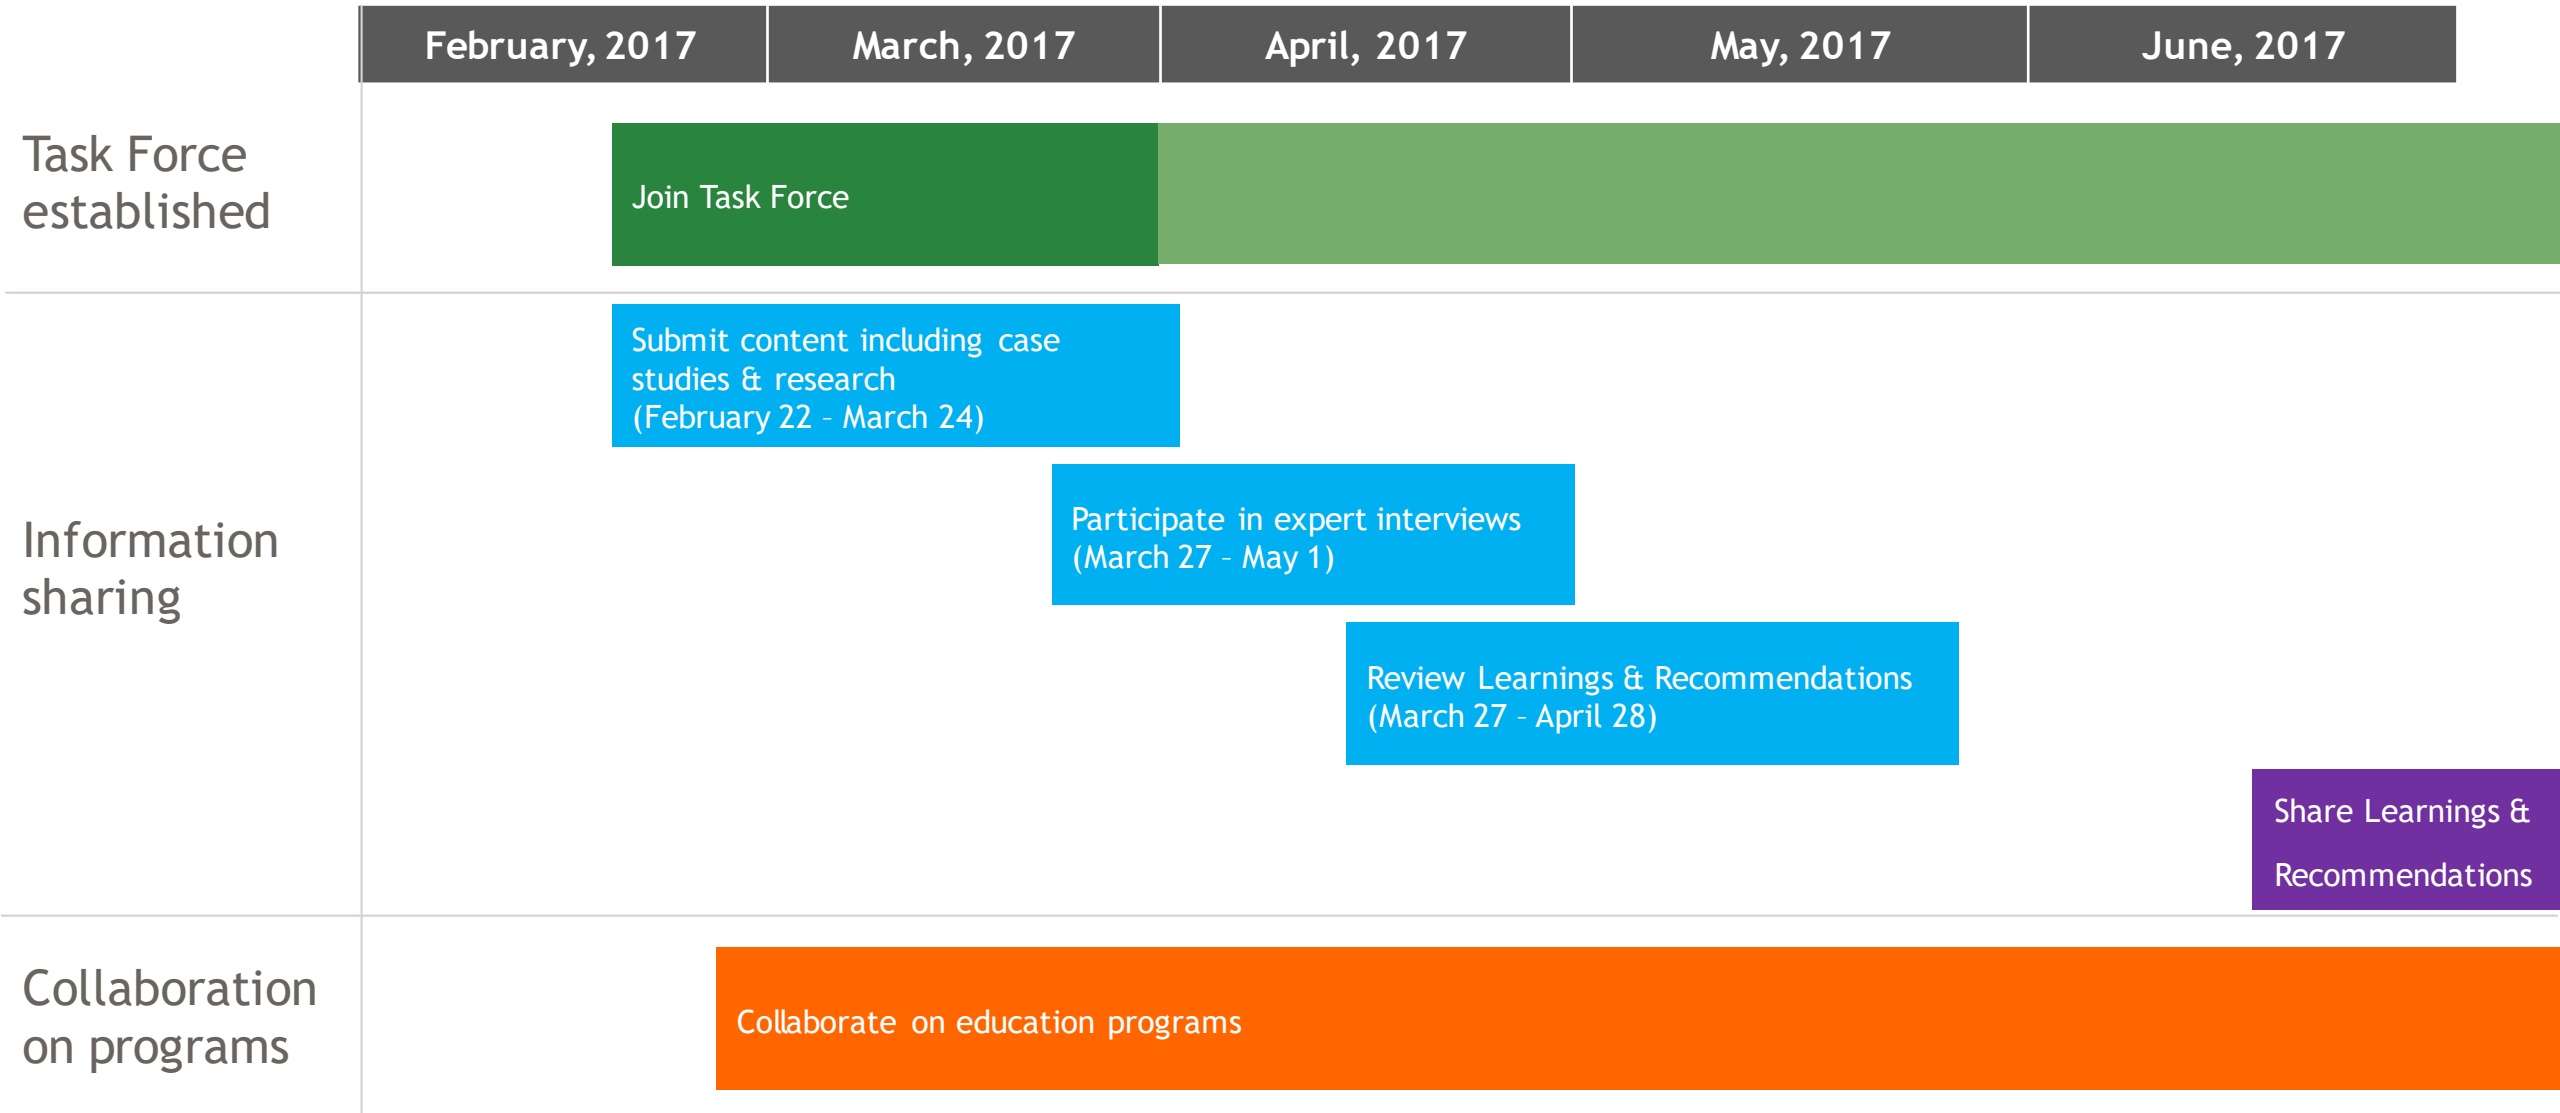 February, 2017
March, 2017
April, 2017
May, 2017
June, 2017
Task Force
established
Join Task Force
Information
sharing
Submit content including case
studies & research
(February 22 – March 24)
Participate in expert interviews
(March 27 – May 1)
Review Learnings & Recommendations
(March 27 – April 28)
Share Learnings &
Recommendations
Collaboration
on programs
Collaborate on education programs